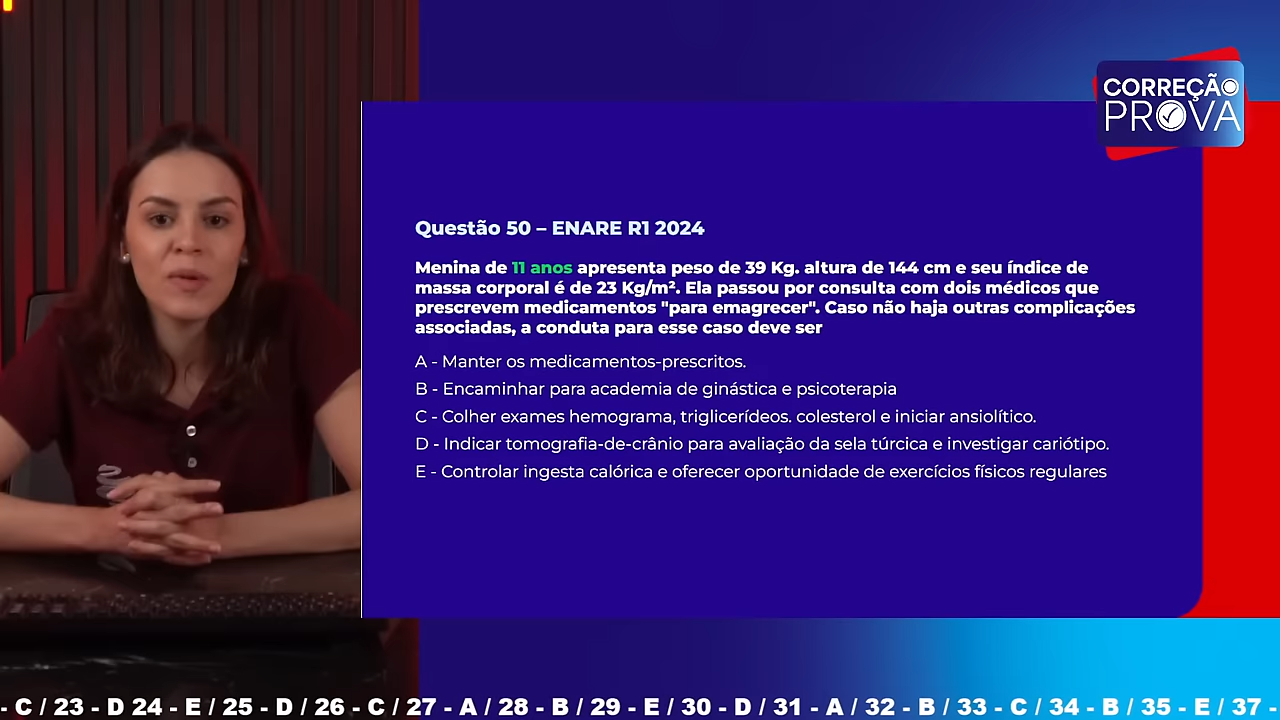 CORREÇÃO
PROVA
Questão 50 – ENARE R1 2024
Menina de 11 anos apresenta peso de 39 Kg. altura de 144 cm e seu índice de
massa corporal é de 23 Kg/m². Ela passou por consulta com dois médicos que
prescrevem medicamentos "para emagrecer". Caso não haja outras complicações
associadas, a conduta para esse caso deve ser
A - Manter os medicamentos-prescritos.
B - Encaminhar para academia de ginástica e psicoterapia
C - Colher exames hemograma, triglicerídeos. colesterol e iniciar ansiolítico.
D - Indicar tomografia-de-crânio para avaliação da sela túrcica e investigar cariótipo.
E - Controlar ingesta calórica e oferecer oportunidade de exercícios físicos regulares
- C / 23 - D 24 - E / 25 - D / 26 - C / 27 - A / 28 - B / 29 - E / 30 - D / 31 - A / 32 - B / 33 - C / 34 - B / 35 - E / 37 -